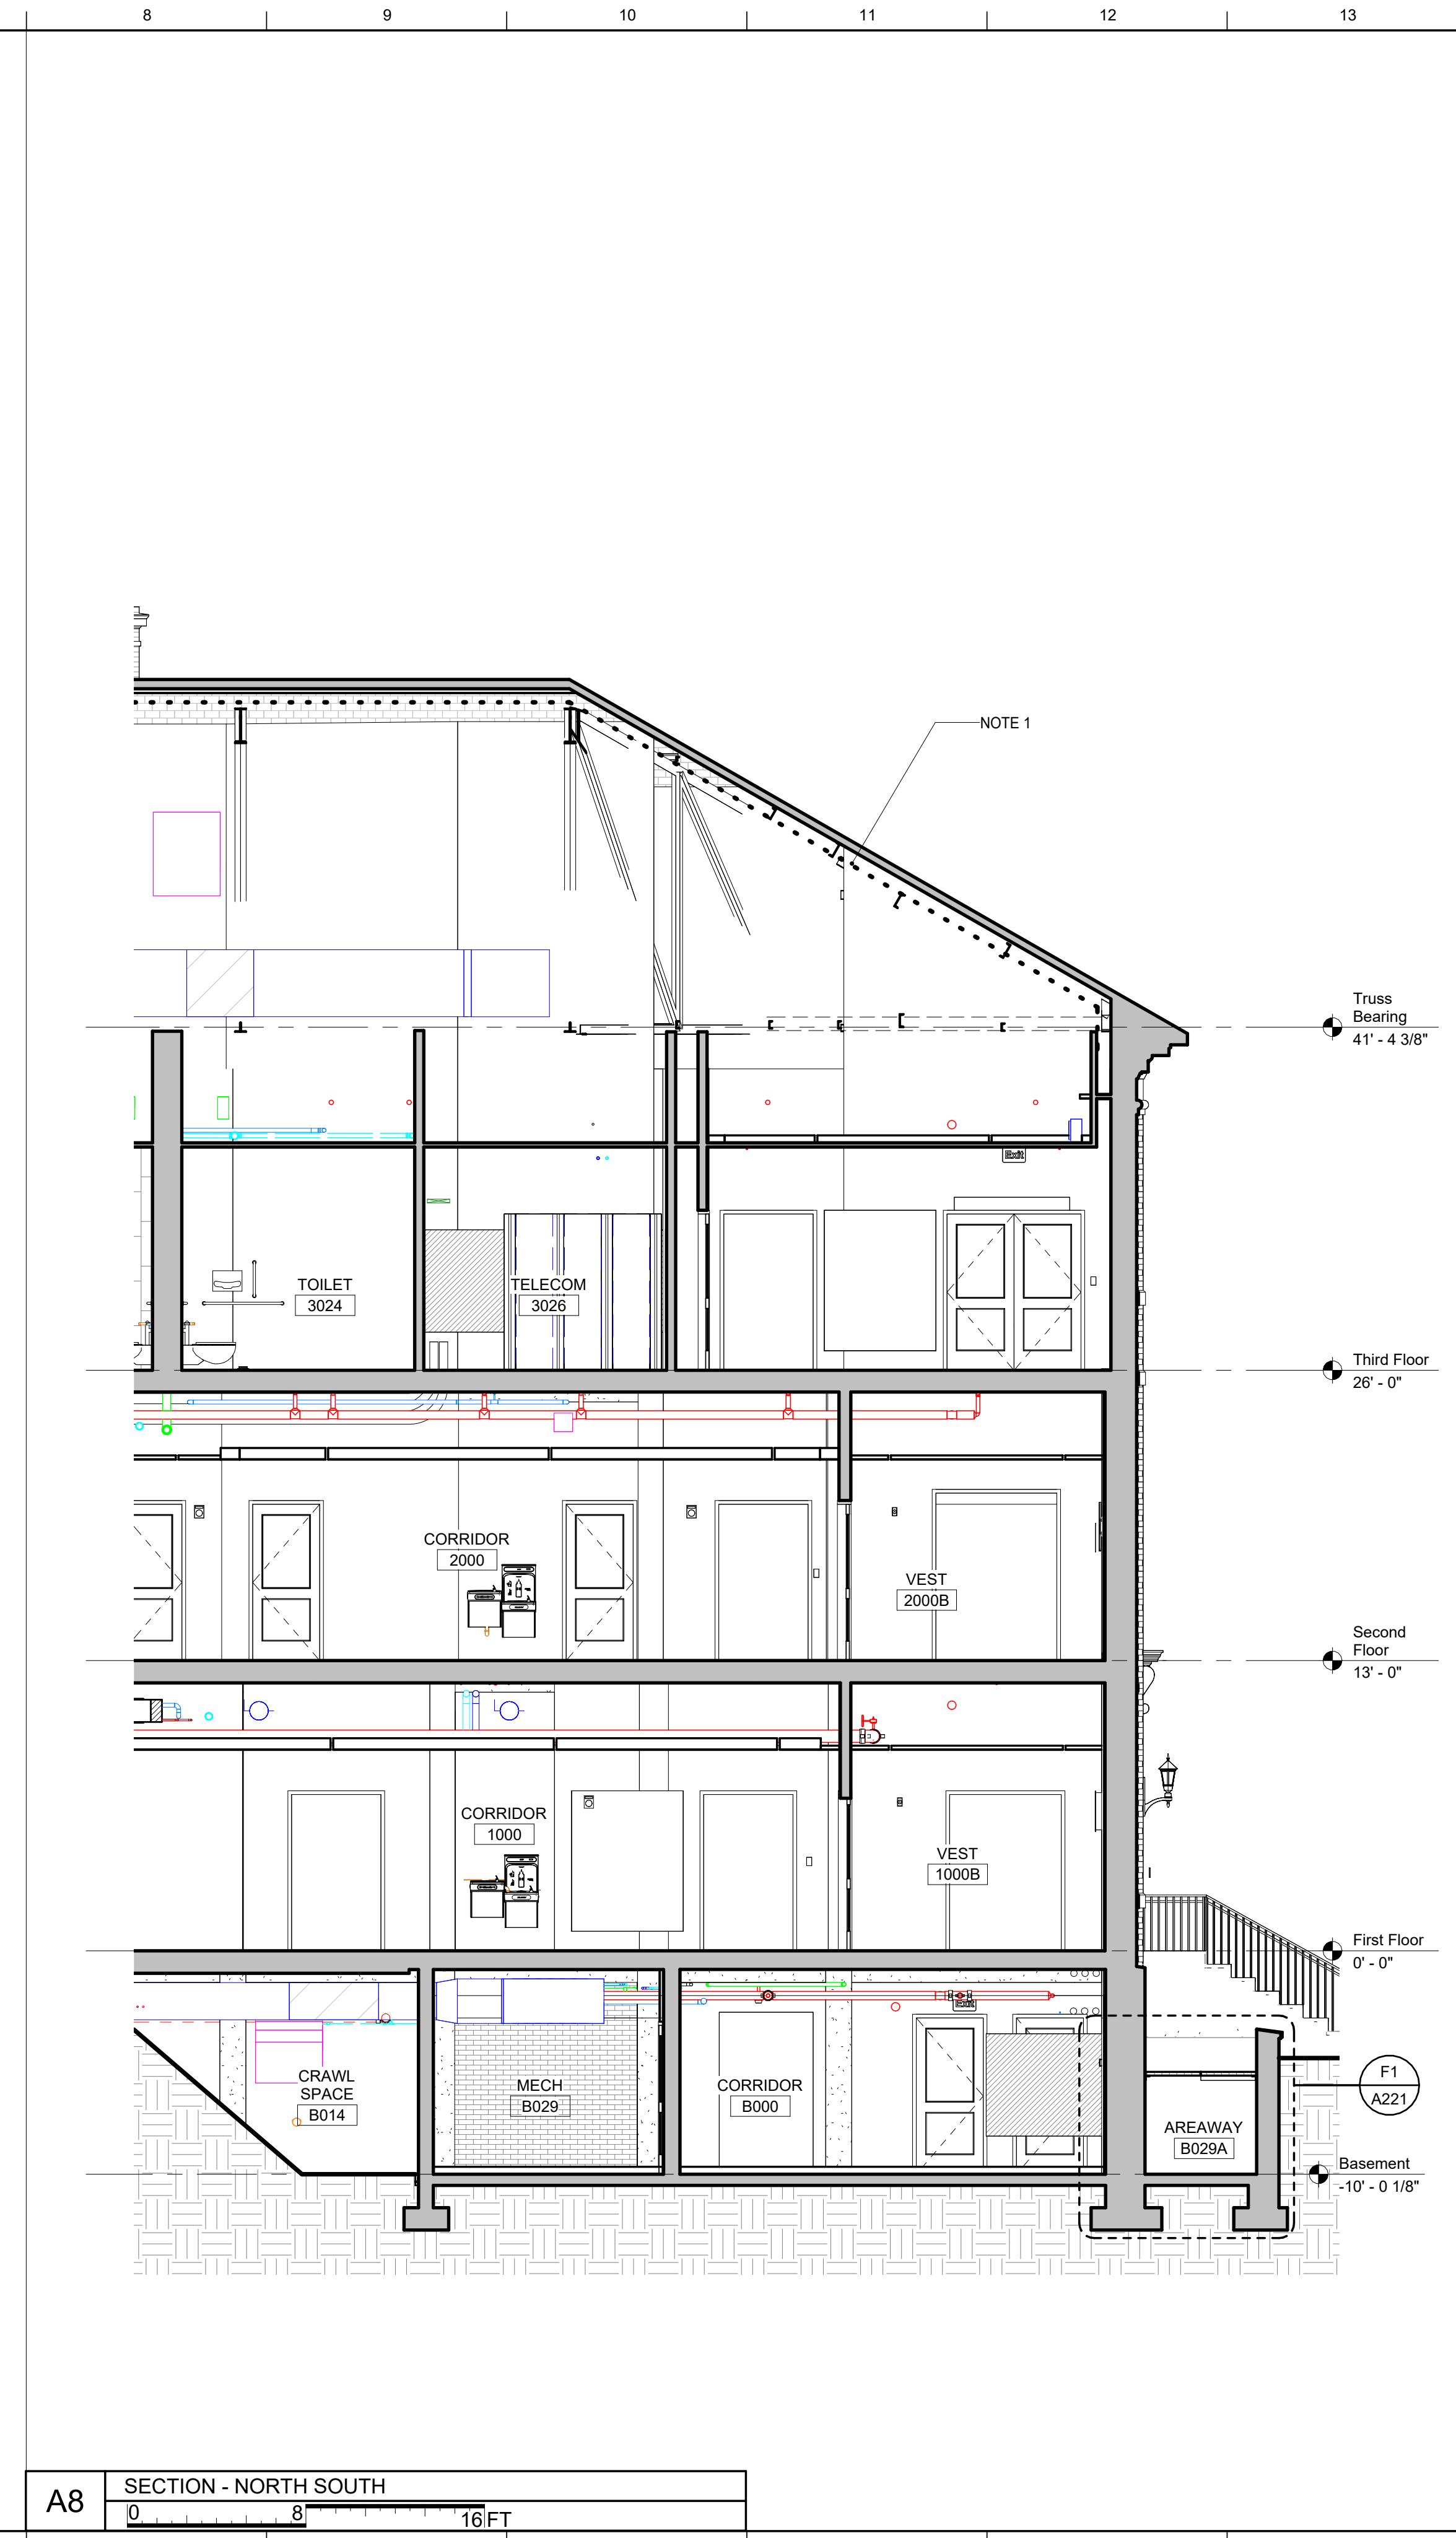 8 9 10 11 12 13
NOTE 1
Truss
Bearing
41' - 4 3/8"
Exit
TOILET
3024
TELECOM
3026
Third Floor
26' - 0"
CORRIDOR
2000
VEST
2000B
Second
Floor
13' - 0"
CORRIDOR
1000
VEST
1000B
First Floor
0' - 0"
Exit
CRAWL
SPACE
B014
MECH
B029
CORRIDOR
B000
F1
A221
AREAWAY
B029A
Basement
-10' - 0 1/8"
A8
SECTION - NORTH SOUTH
0 8 16 FT